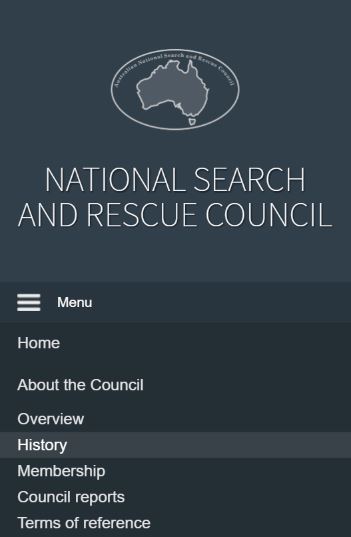 Australian National Search and Rescue Council
NATIONAL SEARCH
AND RESCUE COUNCIL
Menu
Home
About the Council
Overview
History
Membership
Council reports
Terms of reference